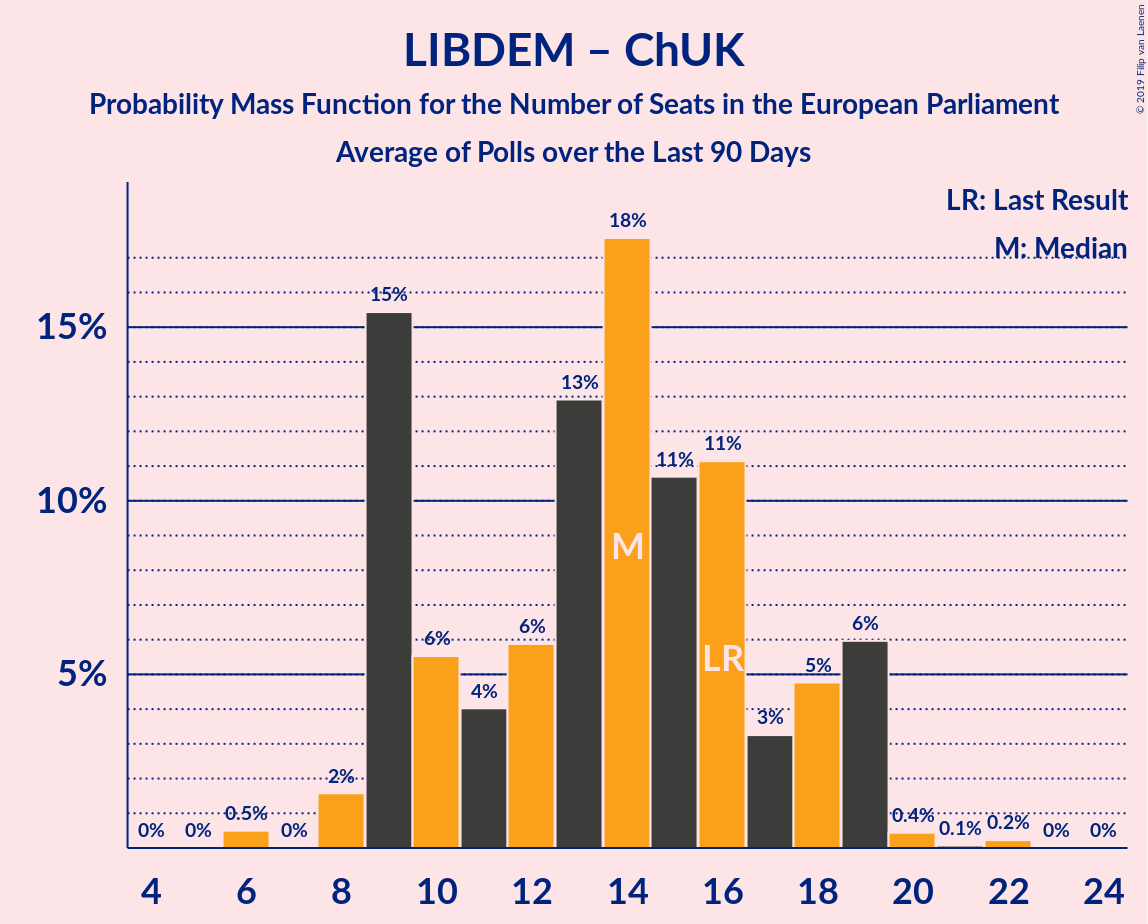 LIBDEM – ChUK
Probability Mass Function for the Number of Seats in the European Parliament
Average of Polls over the Last 90 Days
© 2019 Filip van Laenen
LR: Last Result
M: Median
15%
10%
5%
0%
0%
0.5%
0%
2%
15%
6%
4%
6%
13%
18%
11%
11%
3%
5%
6%
0.4%
0.1%
0.2%
0%
0%
M
LR
4 6 8 10 12 14 16 18 20 22 24